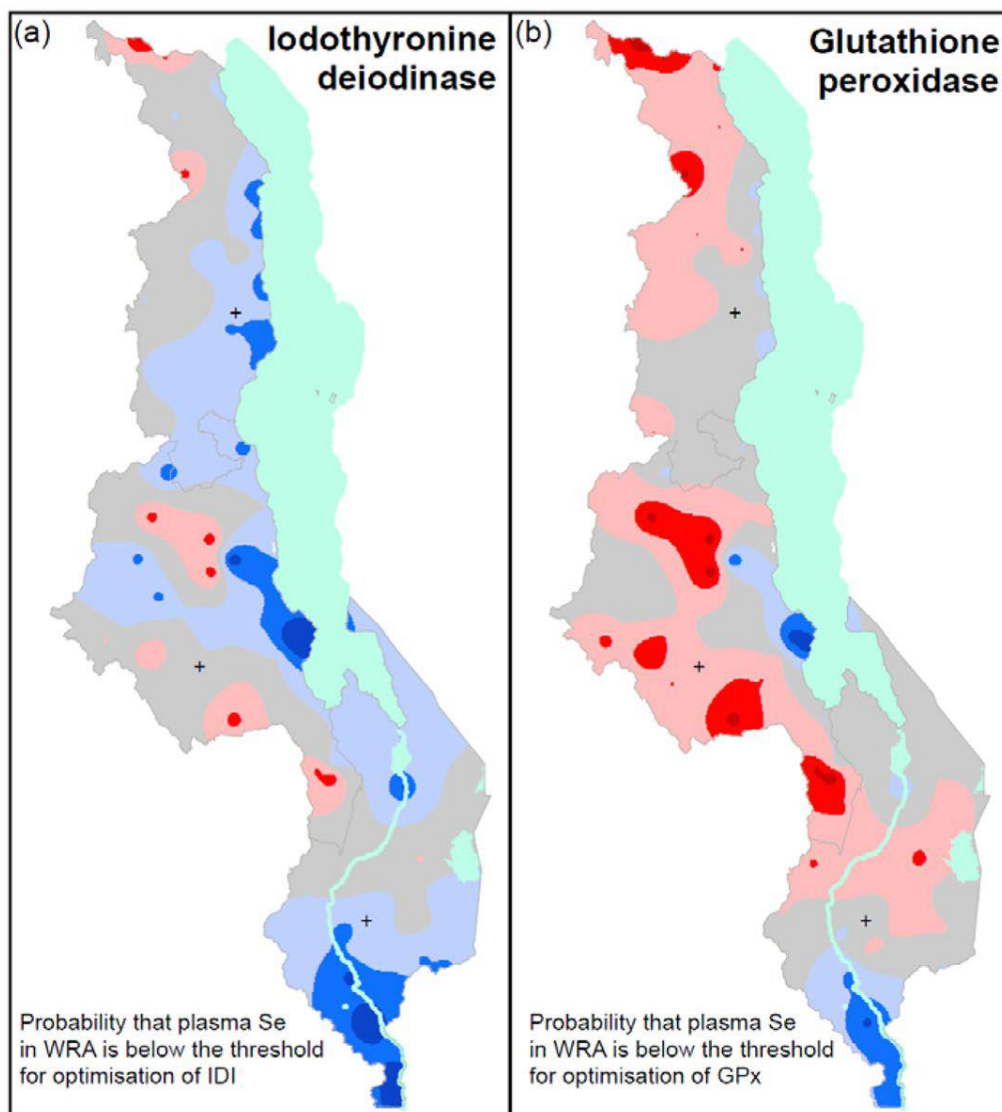 (a)
Iodothyronine
deiodinase
Probability that plasma Se
in WRA is below the threshold
for optimisation of IDI
(b)
Glutathione
peroxidase
Probability that plasma Se
in WRA is below the threshold
for optimisation of GPx